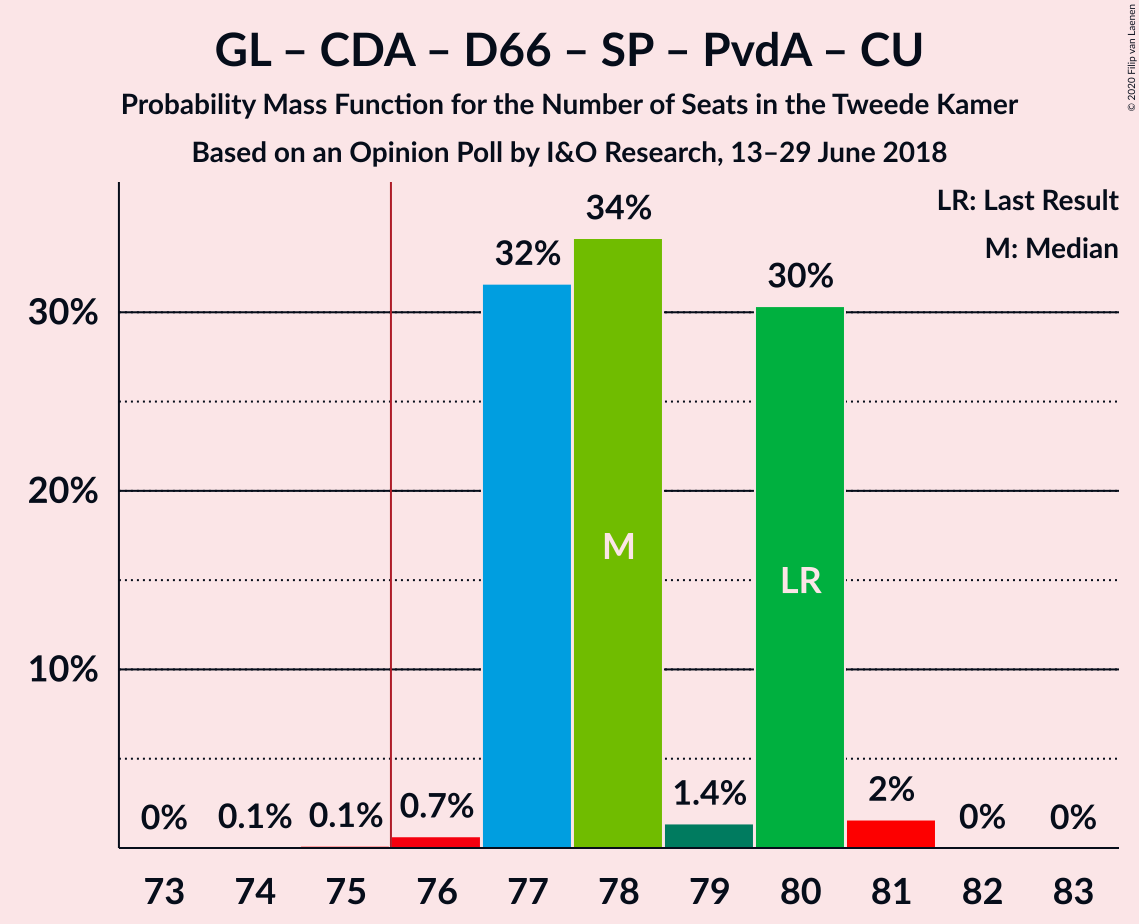 GL – CDA – D66 – SP – PvdA – CU
Probability Mass Function for the Number of Seats in the Tweede Kamer
Based on an Opinion Poll by I&O Research, 13–29 June 2018
© 2020 Filip van Laenen
LR: Last Result
M: Median
34%
32%
30%
30%
M
20%
LR
10%
0%
0.1%
0.1%
0.7%
1.4%
2%
0%
0%
73 74 75 76 77 78 79 80 81 82 83